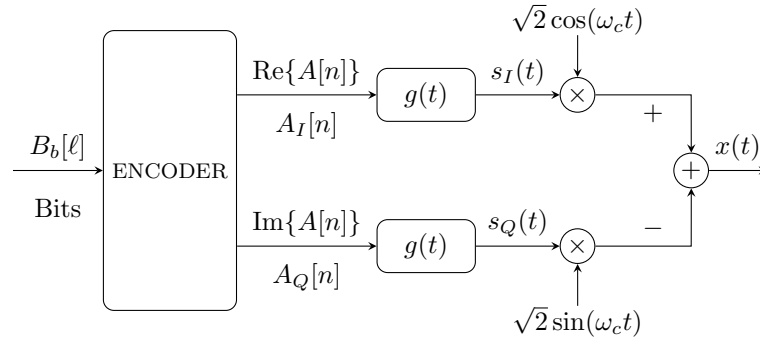 √2 cos(ω_c t)
Re{A[n]}
g(t)
s_I(t)
×
A_I[n]
+
B_b[ℓ]
ENCODER
+
x(t)
Bits
Im{A[n]}
g(t)
s_Q(t)
×
−
A_Q[n]
√2 sin(ω_c t)